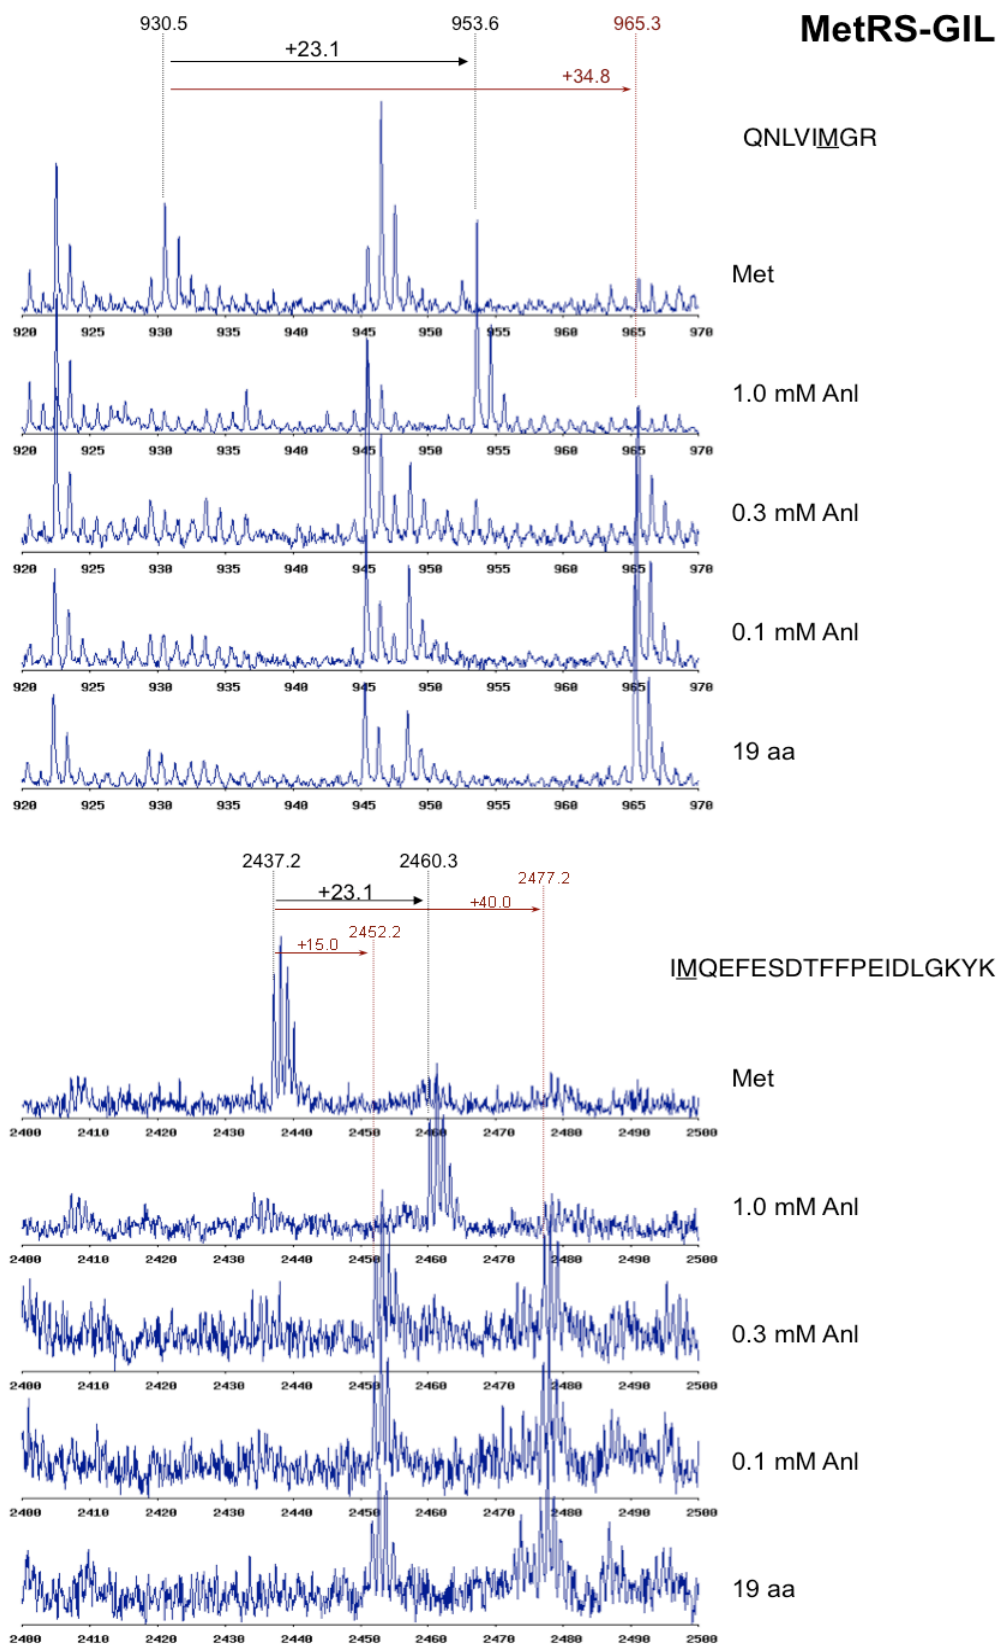 930.5 953.6 965.3 MetRS-GIL
+23.1
+34.8
QNLVIMGR
Met
920 925 930 935 940 945 950 955 960 965 970
1.0 mM Anl
920 925 930 935 940 945 950 955 960 965 970
0.3 mM Anl
920 925 930 935 940 945 950 955 960 965 970
0.1 mM Anl
920 925 930 935 940 945 950 955 960 965 970
19 aa
920 925 930 935 940 945 950 955 960 965 970
2437.2 2460.3
2477.2
+23.1 +40.0
2452.2
+15.0
IMQEFESDTFFPEIDLGKYK
Met
2400 2410 2420 2430 2440 2450 2460 2470 2480 2490 2500
1.0 mM Anl
2400 2410 2420 2430 2440 2450 2460 2470 2480 2490 2500
0.3 mM Anl
2400 2410 2420 2430 2440 2450 2460 2470 2480 2490 2500
0.1 mM Anl
2400 2410 2420 2430 2440 2450 2460 2470 2480 2490 2500
19 aa
2400 2410 2420 2430 2440 2450 2460 2470 2480 2490 2500